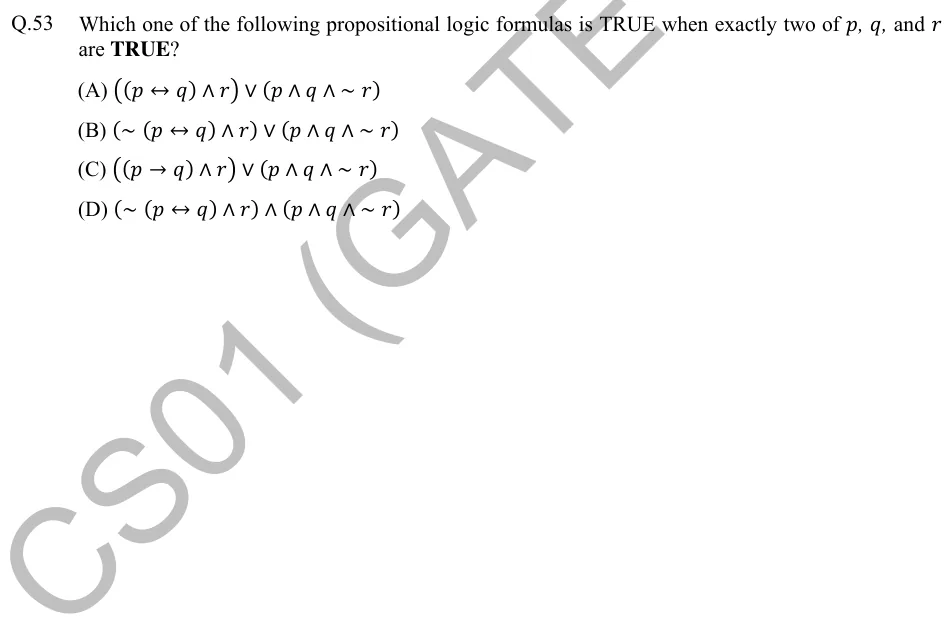 Q.53 Which one of the following propositional logic formulas is TRUE when exactly two of p, q, and r
are TRUE?
(A) ((p ↔ q) ∧ r) ∨ (p ∧ q ∧ ~ r)
(B) (~ (p ↔ q) ∧ r) ∨ (p ∧ q ∧ ~ r)
(C) ((p → q) ∧ r) ∨ (p ∧ q ∧ ~ r)
(D) (~ (p ↔ q) ∧ r) ∧ (p ∧ q ∧ ~ r)
CS01 (GATE